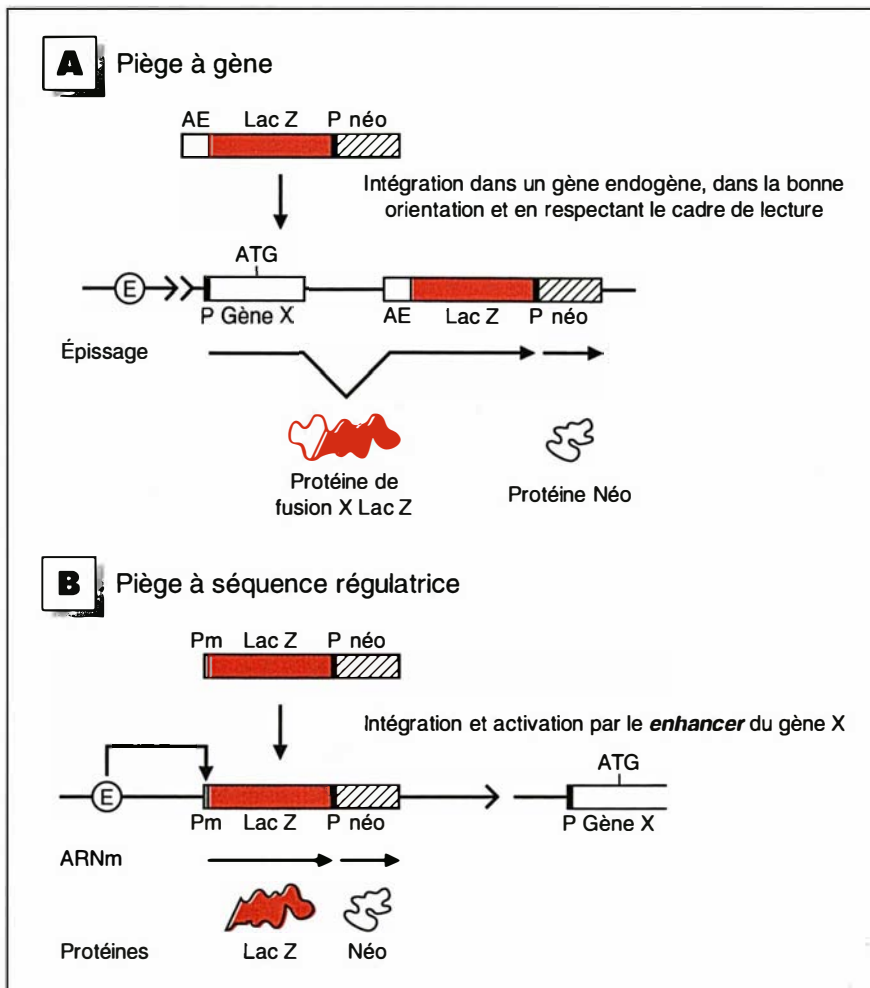 A Piège à gène
AE Lac Z P néo
Intégration dans un gène endogène, dans la bonne
orientation et en respectant le cadre de lecture
ATG
E
P Gène X AE Lac Z P néo
Épissage
Protéine de
fusion X Lac Z
Protéine Néo
B Piège à séquence régulatrice
Pm Lac Z P néo
Intégration et activation par le enhancer du gène X
ATG
E
Pm Lac Z P néo
P Gène X
ARNm
Protéines Lac Z Néo